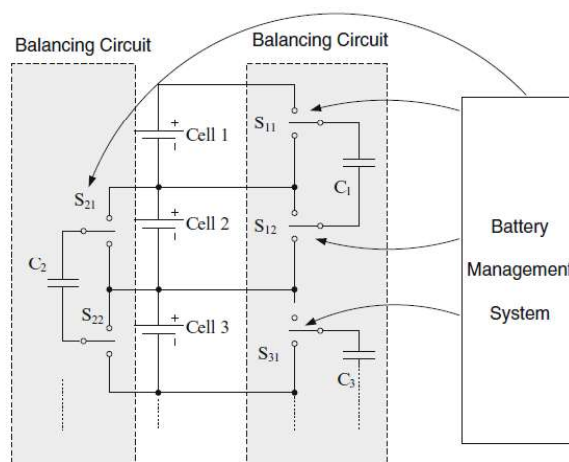 Balancing Circuit
Balancing Circuit
+
Cell 1
S11
C1
S21
+
Cell 2
S12
C2
S22
+
Cell 3
S31
C3
Battery
Management
System